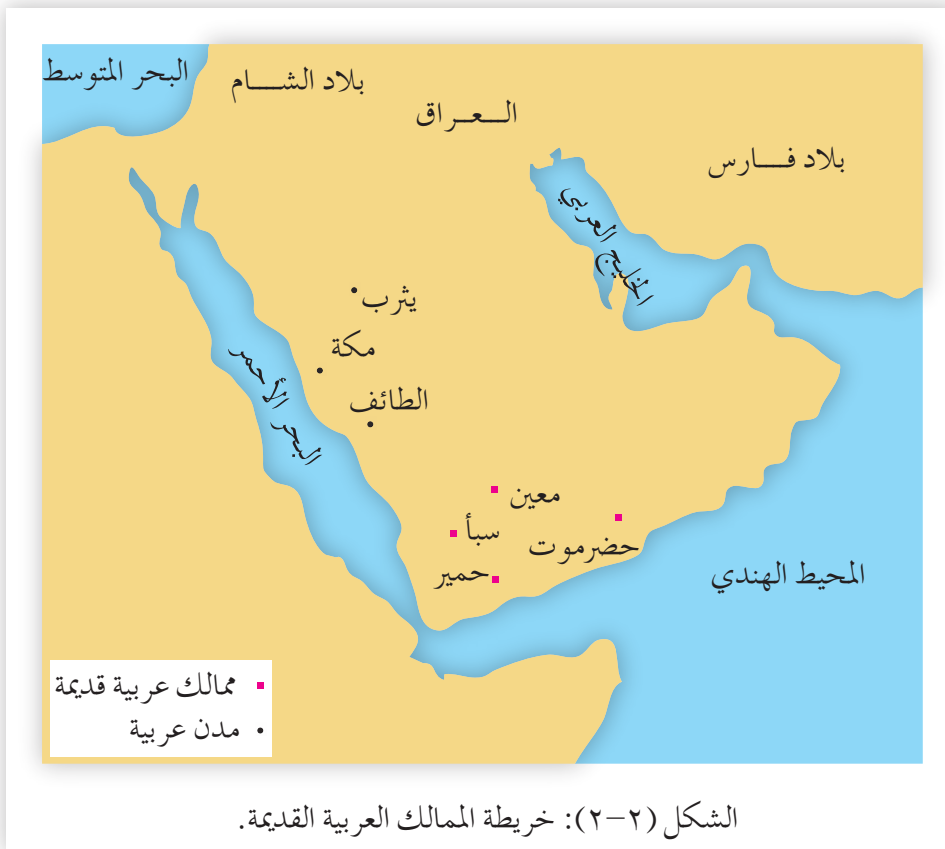 البحر المتوسط
بلاد الشـــام
الـــعـــراق
بلاد فـــارس
الخليج العربي
يثرب
مكة
البحر الأحمر
الطائف
معين
سبأ
حضرموت
حمير
المحيط الهندي
ممالك عربية قديمة
مدن عربية
الشكل (٢-٢): خريطة الممالك العربية القديمة.